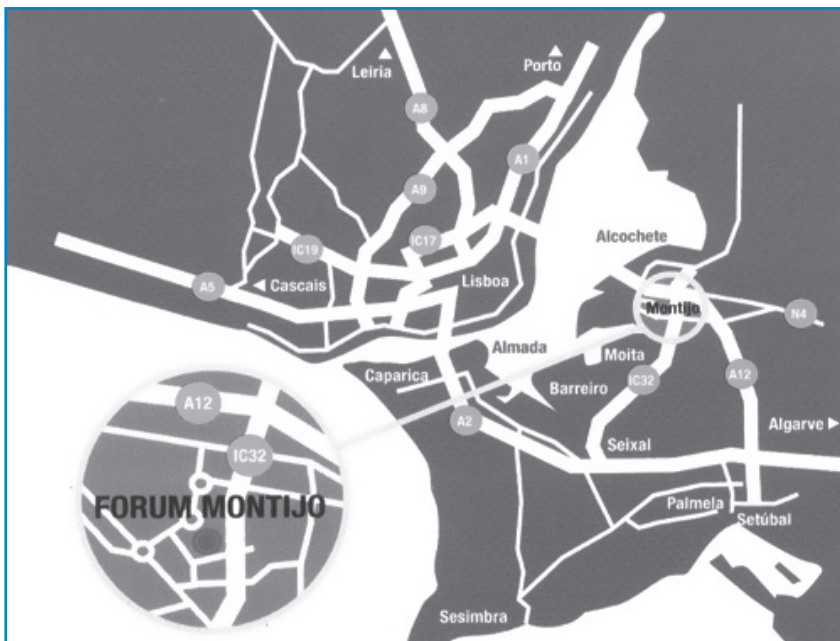 Leiria
Porto
A8
A1
A9
IC17
IC19
Alcochete
Lisboa
Cascais
A5
Montijo
N4
Almada
Moita
Caparica
Barreiro
IC32
A12
A2
Algarve
Seixal
A12
IC32
FORUM MONTIJO
Palmela
Setúbal
Sesimbra